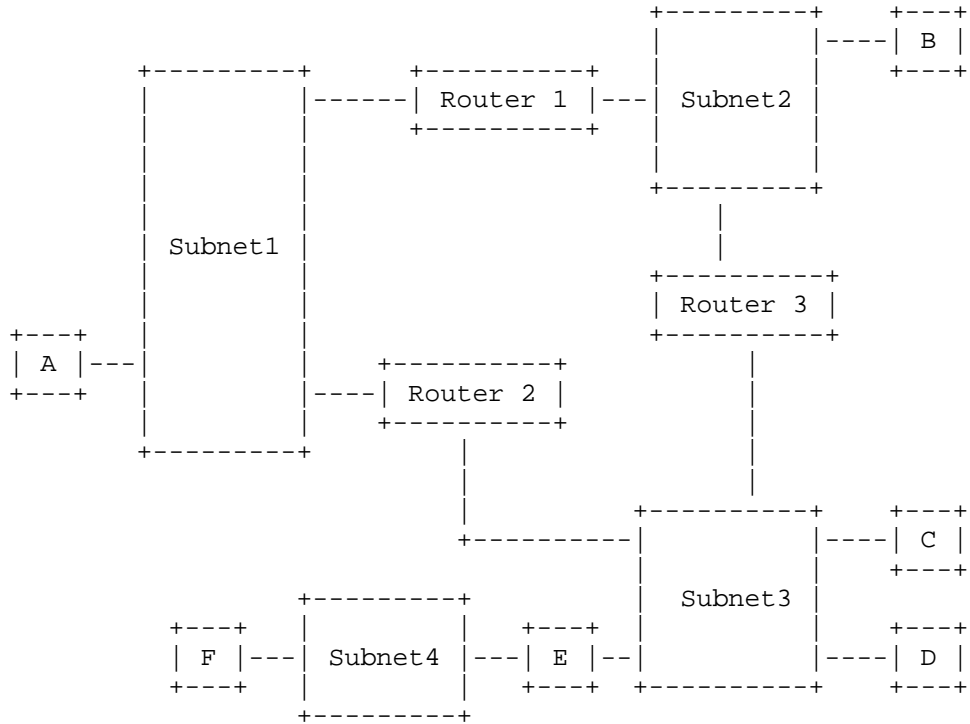 B
Router 1
Subnet2
Subnet1
Router 3
A
Router 2
C
Subnet3
F
Subnet4
E
D